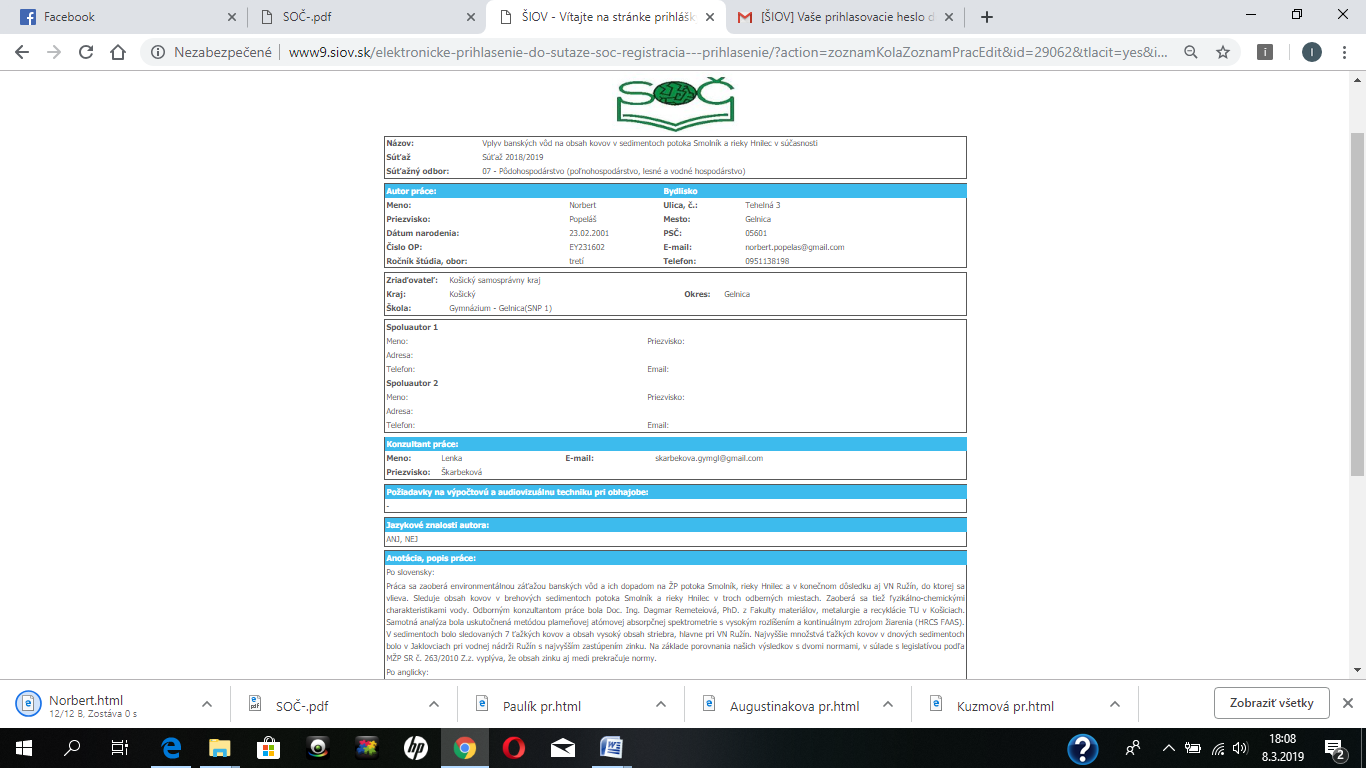 Facebook SOČ-.pdf ŠIOV - Vítajte na stránke prihlášk [ŠIOV] Vaše prihlasovacie heslo d
Nezabezpečené www9.siov.sk/elektronicke-prihlasenie-do-sutaze-soc-registracia---prihlasenie/?action=zoznamKolaZoznamPracEdit&id=29062&tlacit=yes&i...
SOČ
Názov: Vplyv banských vôd na obsah kovov v sedimentoch potoka Smolník a rieky Hnilec v súčasnosti
Súťaž Súťaž 2018/2019
Súťažný odbor: 07 - Pôdohospodárstvo (poľnohospodárstvo, lesné a vodné hospodárstvo)
Autor práce: Bydlisko
Meno: Norbert Ulica, č.: Tehelná 3
Priezvisko: Popeláš Mesto: Gelnica
Dátum narodenia: 23.02.2001 PSČ: 05601
Číslo OP: EY231602 E-mail: norbert.popelas@gmail.com
Ročník štúdia, obor: tretí Telefon: 0951138198
Zriaďovateľ: Košický samosprávny kraj
Kraj: Košický Okres: Gelnica
Škola: Gymnázium - Gelnica(SNP 1)
Spoluautor 1
Meno: Priezvisko:
Adresa:
Telefon: Email:
Spoluautor 2
Meno: Priezvisko:
Adresa:
Telefon: Email:
Konzultant práce:
Meno: Lenka E-mail: skarbekova.gymgl@gmail.com
Priezvisko: Škarbeková
Požiadavky na výpočtovú a audiovizuálnu techniku pri obhajobe:
-
Jazykové znalosti autora:
ANJ, NEJ
Anotácia, popis práce:
Po slovensky:
Práca sa zaoberá environmentálnou záťažou banských vôd a ich dopadom na ŽP potoka Smolník, rieky Hnilec a v konečnom dôsledku aj VN Ružín, do ktorej sa
vlieva. Sleduje obsah kovov v brehových sedimentoch potoka Smolník a rieky Hnilec v troch odberných miestach. Zaoberá sa tiež fyzikálno-chemickými
charakteristikami vody. Odborným konzultantom práce bola Doc. Ing. Dagmar Remeteiová, PhD. z Fakulty materiálov, metalurgie a recyklácie TU v Košiciach.
Samotná analýza bola uskutočnená metódou plameňovej atómovej absorpčnej spektrometrie s vysokým rozlíšením a kontinuálnym zdrojom žiarenia (HRCS FAAS).
V sedimentoch bolo sledovaných 7 ťažkých kovov a obsah vysoký obsah striebra, hlavne pri VN Ružín. Najvyššie množstvá ťažkých kovov v dnových sedimentoch
bolo v Jaklovciach pri vodnej nádrži Ružín s najvyšším zastúpením zinku. Na základe porovnania našich výsledkov s dvomi normami, v súlade s legislatívou podľa
MŽP SR č. 263/2010 Z.z. vyplýva, že obsah zinku aj medi prekračuje normy.
Po anglicky:
Norbert.html SOČ-.pdf Paulík pr.html Augustinakova pr.html Kuzmová pr.html Zobraziť všetky
12/12 B, Zostáva 0 s
18:08
8.3.2019
2